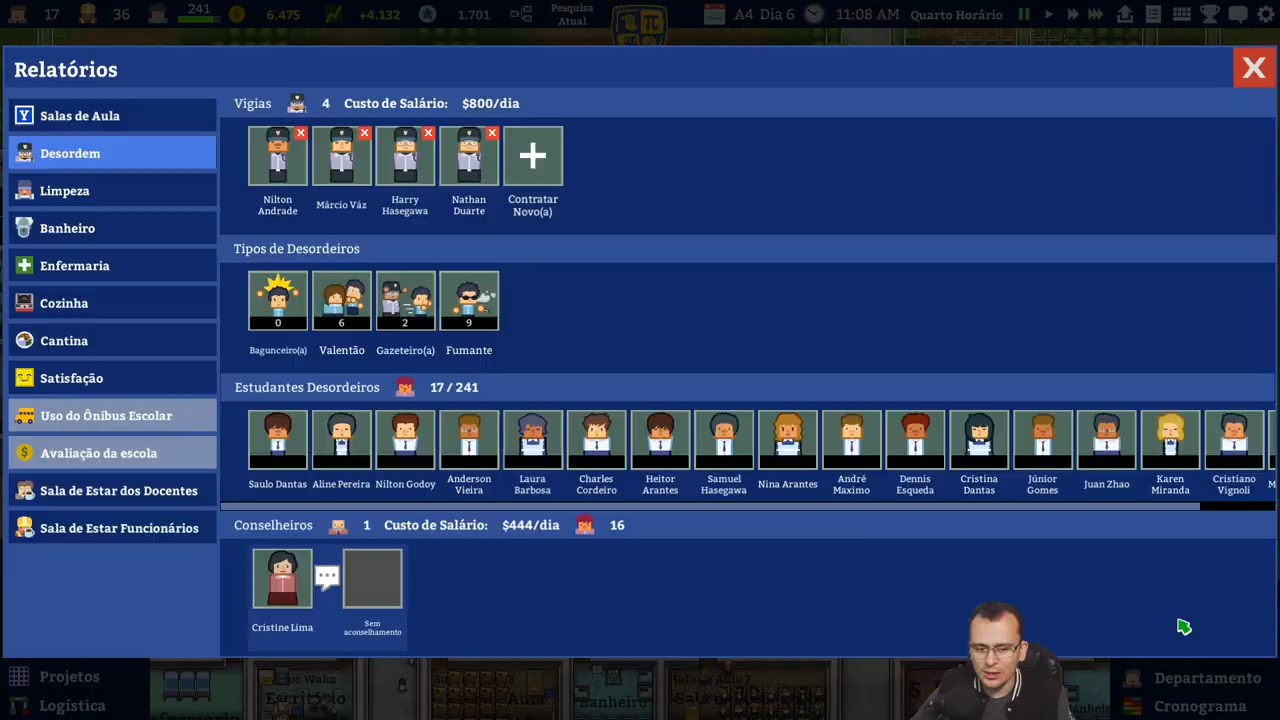 17 36 241 6.475 +4.132 1.701 Pesquisa Atual A4 Dia 6 11:08 AM Quarto Horário
Relatórios X
Salas de Aula
Desordem
Limpeza
Banheiro
Enfermaria
Cozinha
Cantina
Satisfação
Uso do Ônibus Escolar
Avaliação da escola
Sala de Estar dos Docentes
Sala de Estar Funcionários
Vigias 4 Custo de Salário: $800/dia
Nilton Andrade
Márcio Váz
Harry Hasegawa
Nathan Duarte
Contratar Novo(a)
Tipos de Desordeiros
0 6 2 9
Bagunceiro(a) Valentão Gazeteiro(a) Fumante
Estudantes Desordeiros 17 / 241
Saulo Dantas
Aline Pereira
Nilton Godoy
Anderson Vieira
Laura Barbosa
Charles Cordeiro
Heitor Arantes
Samuel Hasegawa
Nina Arantes
André Maximo
Dennis Esqueda
Cristina Dantas
Júnior Gomes
Juan Zhao
Karen Miranda
Cristiano Vignoli
Conselheiros 1 Custo de Salário: $444/dia 16
Cristine Lima
Sem aconselhamento
Projetos
Logística
Escritório
Aula
Banheiro
Departamento
Cronograma